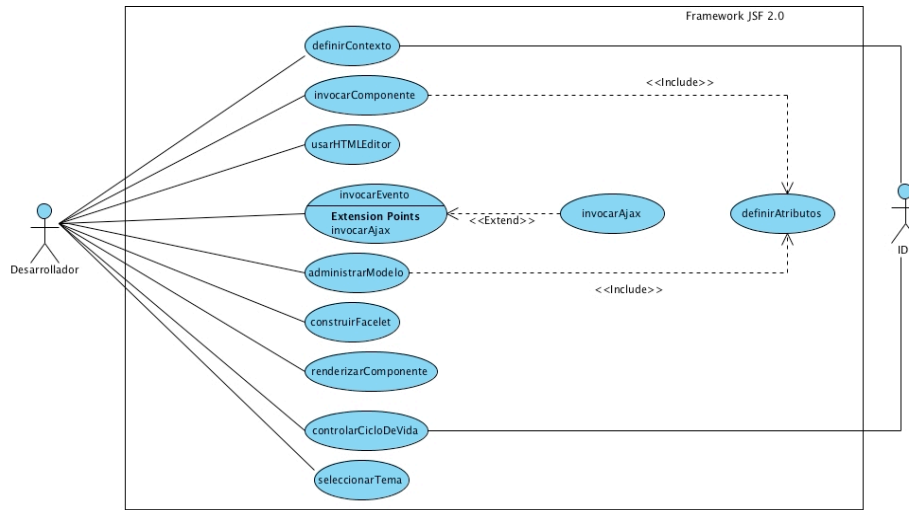 Framework JSF 2.0
definirContexto
<<Include>>
invocarComponente
usarHTMLEditor
invocarEvento
Extension Points
invocarAjax
<<Extend>>
invocarAjax
definirAtributos
Desarrollador
ID
administrarModelo
<<Include>>
construirFacelet
renderizarComponente
controlarCicloDeVida
seleccionarTema